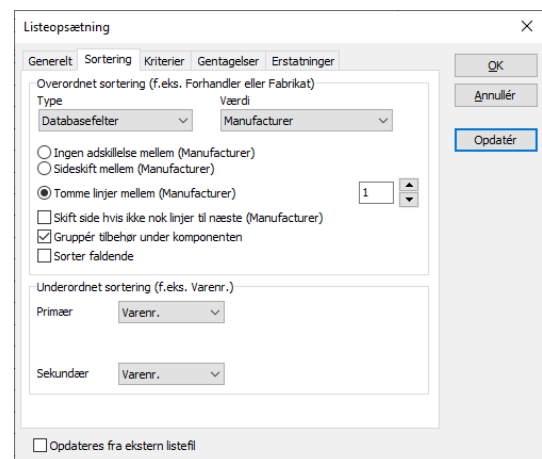 Listeopsætning
Generelt Sortering Kriterier Gentagelser Erstatninger
Overordnet sortering (f.eks. Forhandler eller Fabrikat)
Type Værdi
Databasefelter Manufacturer
Ingen adskillelse mellem (Manufacturer)
Sideskift mellem (Manufacturer)
Tomme linjer mellem (Manufacturer) 1
Skift side hvis ikke nok linjer til næste (Manufacturer)
Gruppér tilbehør under komponenten
Sorter faldende
Underordnet sortering (f.eks. Varenr.)
Primær Varenr.
Sekundær Varenr.
Opdateres fra ekstern listefil
OK
Annullér
Opdatér